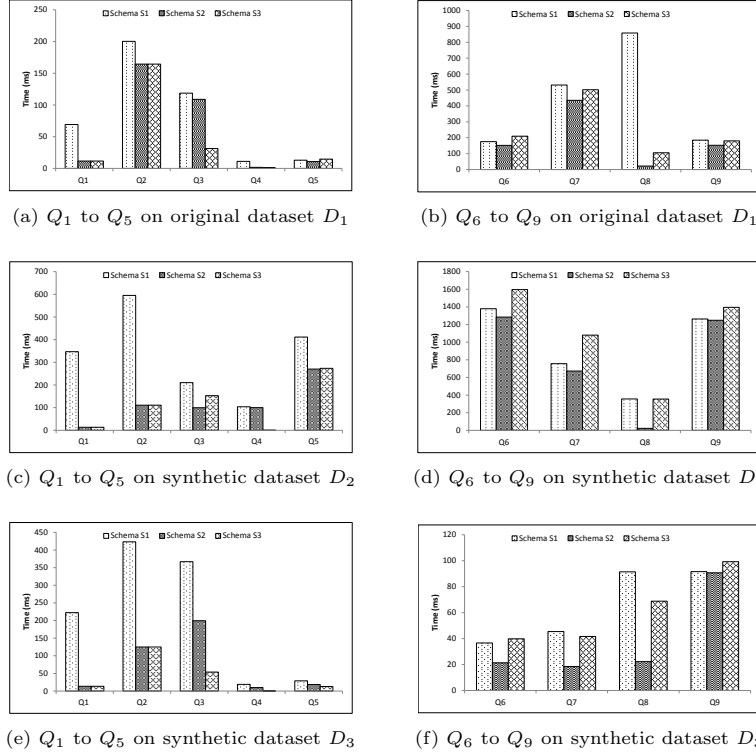 Schema S1 Schema S2 Schema S3
250
200
150
100
50
0
Time (ms)
Q1 Q2 Q3 Q4 Q5
(a) Q1 to Q5 on original dataset D1
Schema S1 Schema S2 Schema S3
1000
900
800
700
600
500
400
300
200
100
0
Time (ms)
Q6 Q7 Q8 Q9
(b) Q6 to Q9 on original dataset D1
Schema S1 Schema S2 Schema S3
700
600
500
400
300
200
100
0
Time (ms)
Q1 Q2 Q3 Q4 Q5
(c) Q1 to Q5 on synthetic dataset D2
Schema S1 Schema S2 Schema S3
1800
1600
1400
1200
1000
800
600
400
200
0
Time (ms)
Q6 Q7 Q8 Q9
(d) Q6 to Q9 on synthetic dataset D
Schema S1 Schema S2 Schema S3
450
400
350
300
250
200
150
100
50
0
Time (ms)
Q1 Q2 Q3 Q4 Q5
(e) Q1 to Q5 on synthetic dataset D3
Schema S1 Schema S2 Schema S3
120
100
80
60
40
20
0
Time (ms)
Q6 Q7 Q8 Q9
(f) Q6 to Q9 on synthetic dataset D